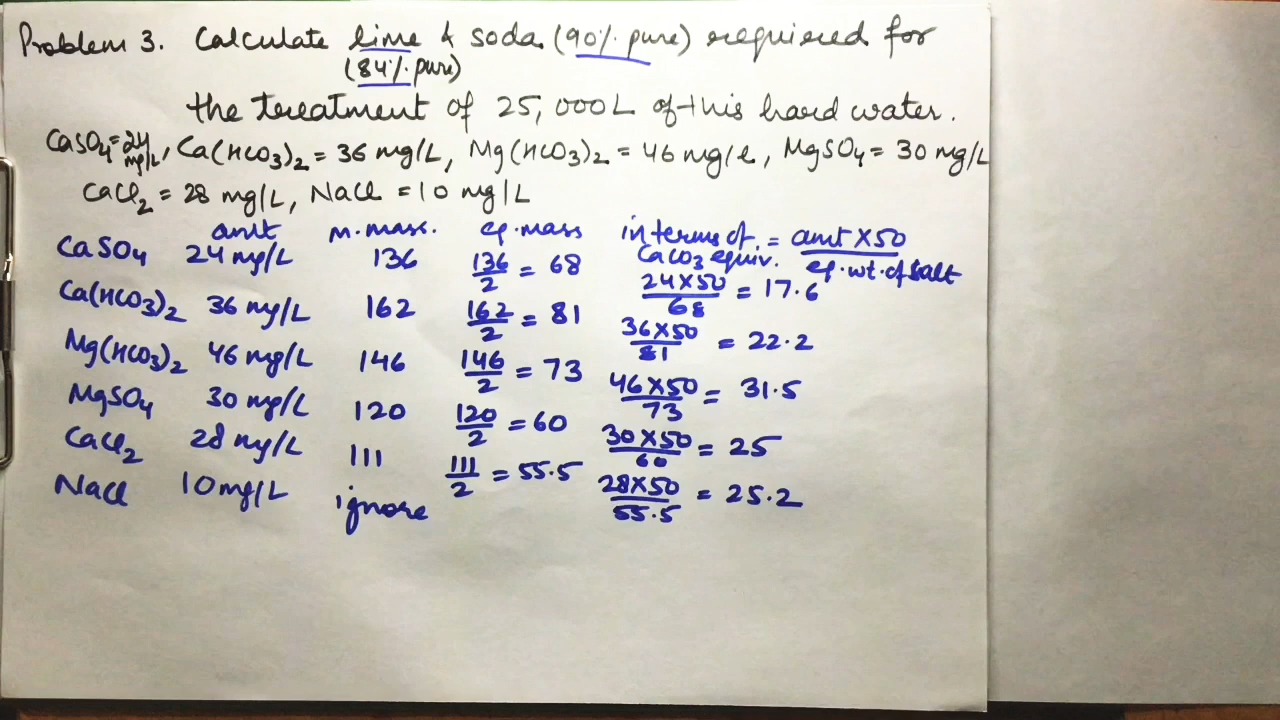 Problem 3. Calculate lime & soda (90% pure) required for
(84% pure)
the treatment of 25,000L of this hard water.
CaSO4=24 mg/L, Ca(HCO3)2 = 36 mg/L, Mg(HCO3)2 = 46 mg/l, MgSO4 = 30 mg/L
CaCl2 = 28 mg/L, NaCl = 10 mg/L
amt m.mass. eq.mass in terms of CaCO3 equiv. = amt X50 / eq.wt.of salt
CaSO4 24 mg/L 136 136/2 = 68 24X50/68 = 17.6
Ca(HCO3)2 36 mg/L 162 162/2 = 81 36X50/81 = 22.2
Mg(HCO3)2 46 mg/L 146 146/2 = 73 46X50/73 = 31.5
MgSO4 30 mg/L 120 120/2 = 60 30X50/60 = 25
CaCl2 28 mg/L 111 111/2 = 55.5 28X50/55.5 = 25.2
NaCl 10mg/L ignore